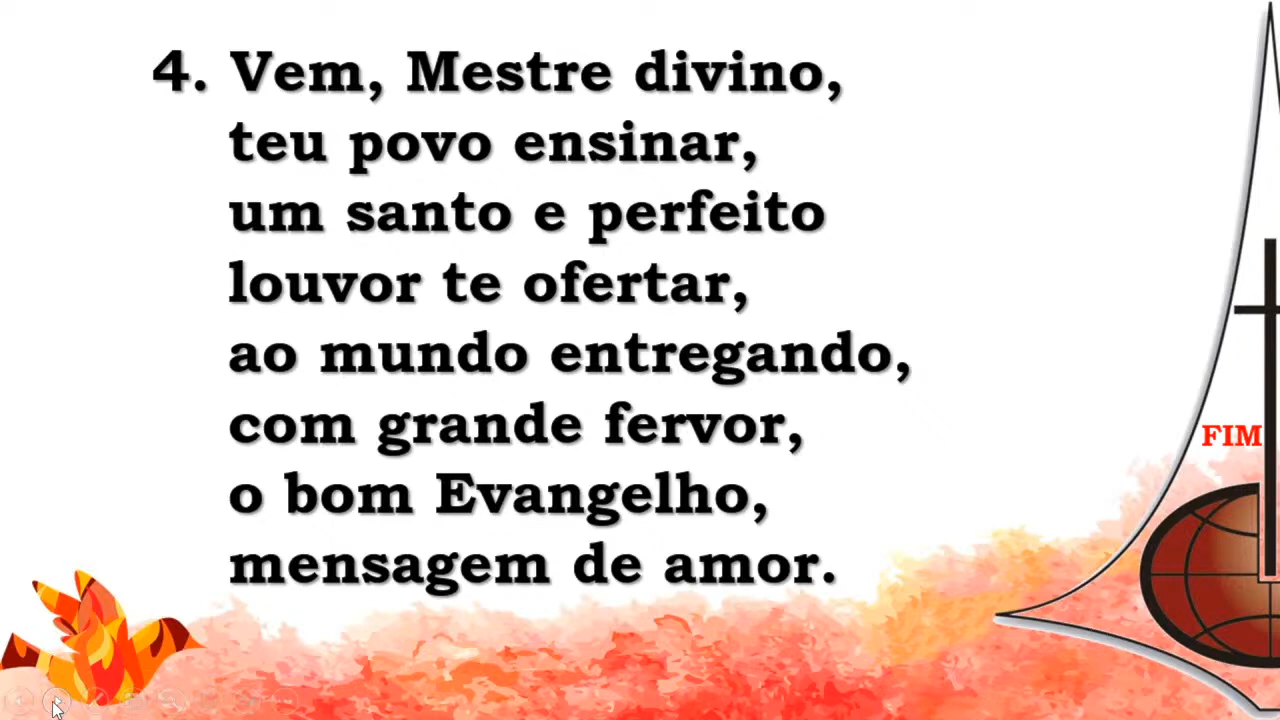 4. Vem, Mestre divino,
teu povo ensinar,
um santo e perfeito
louvor te ofertar,
ao mundo entregando,
com grande fervor,
o bom Evangelho,
mensagem de amor.
FIM